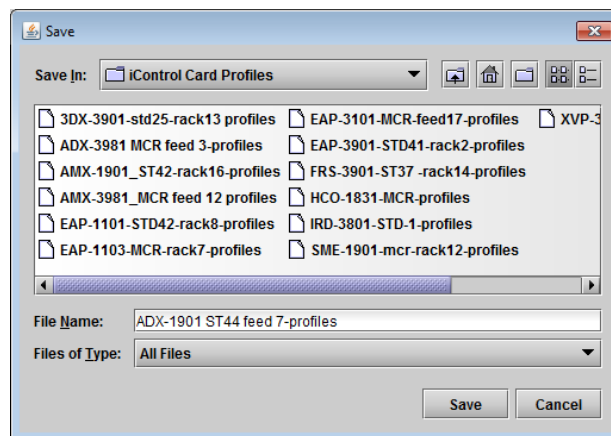 Save
Save In: iControl Card Profiles
3DX-3901-std25-rack13 profiles EAP-3101-MCR-feed17-profiles XVP-3
ADX-3981 MCR feed 3-profiles EAP-3901-STD41-rack2-profiles
AMX-1901_ST42-rack16-profiles FRS-3901-ST37 -rack14-profiles
AMX-3981_MCR feed 12 profiles HCO-1831-MCR-profiles
EAP-1101-STD42-rack8-profiles IRD-3801-STD-1-profiles
EAP-1103-MCR-rack7-profiles SME-1901-mcr-rack12-profiles
File Name: ADX-1901 ST44 feed 7-profiles
Files of Type: All Files
Save Cancel